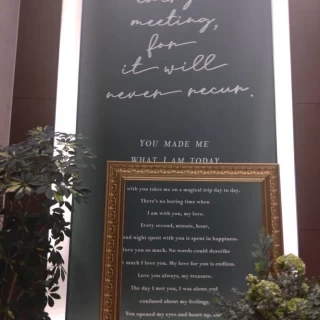 every
meeting,
for
it will
never recur.
YOU MADE ME
WHAT I AM TODAY
with you takes me on a magical trip day to day.
There's no boring time when
I am with you, my love.
Every second, minute, hour,
and night spent with you is spent in happiness.
love you so much. No words could describe
much I love you. My love for you is endless.
Love you always, my treasure.
The day I met you, I was alone and
confused about my feelings.
You opened my eyes and heart up, and